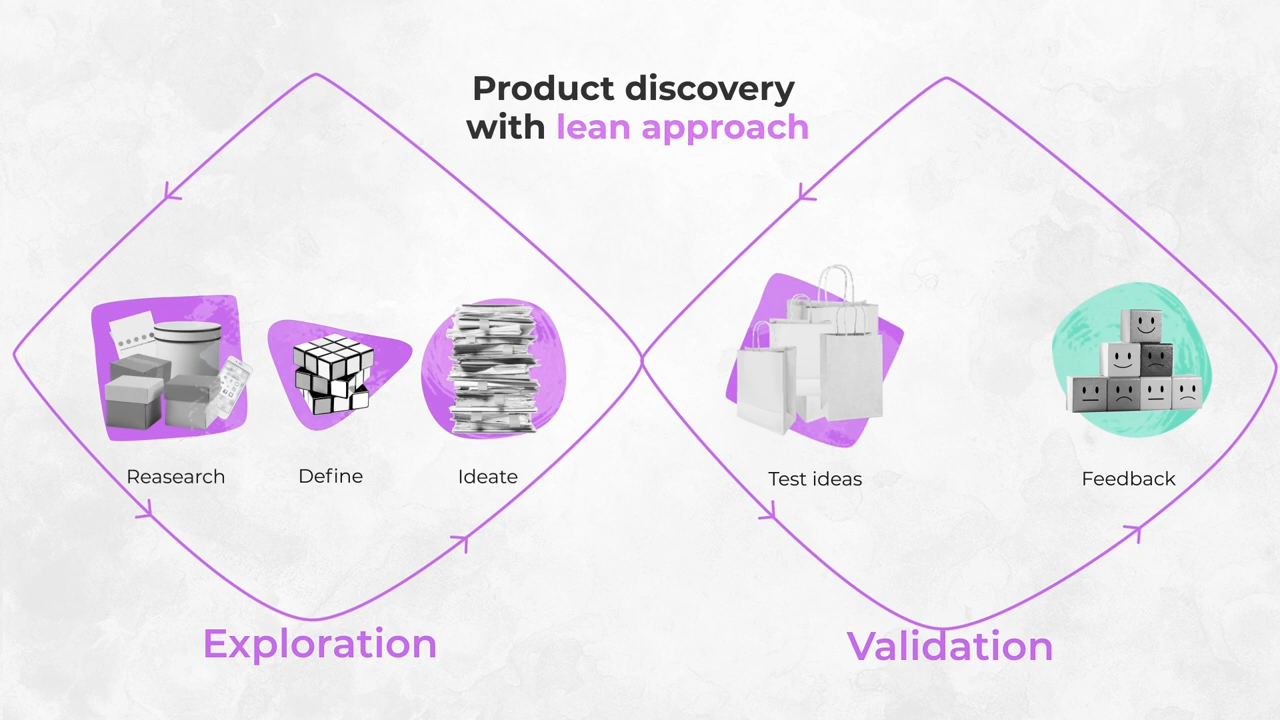 Product discovery
with lean approach
Reasearch
Define
Ideate
Test ideas
Feedback
Exploration
Validation